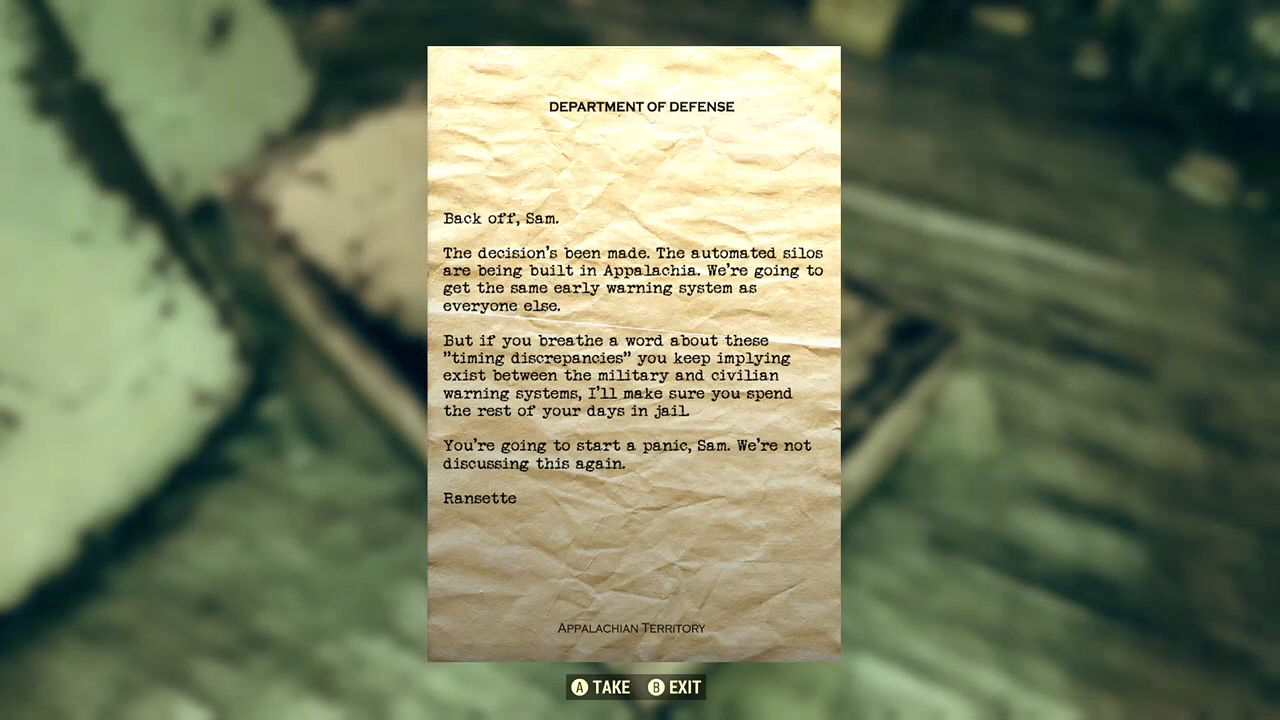 DEPARTMENT OF DEFENSE
Back off, Sam.
The decision's been made. The automated silos
are being built in Appalachia. We're going to
get the same early warning system as
everyone else.
But if you breathe a word about these
"timing discrepancies" you keep implying
exist between the military and civilian
warning systems, I'll make sure you spend
the rest of your days in jail.
You're going to start a panic, Sam. We're not
discussing this again.
Ransette
APPALACHIAN TERRITORY
A TAKE B EXIT